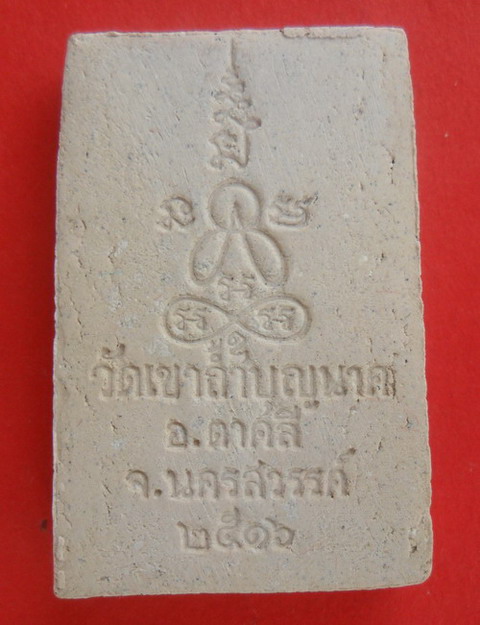 วัดเขาถ้ำบุญนาค
อ.ตาคลี
จ.นครสวรรค์
๒๕๑๖